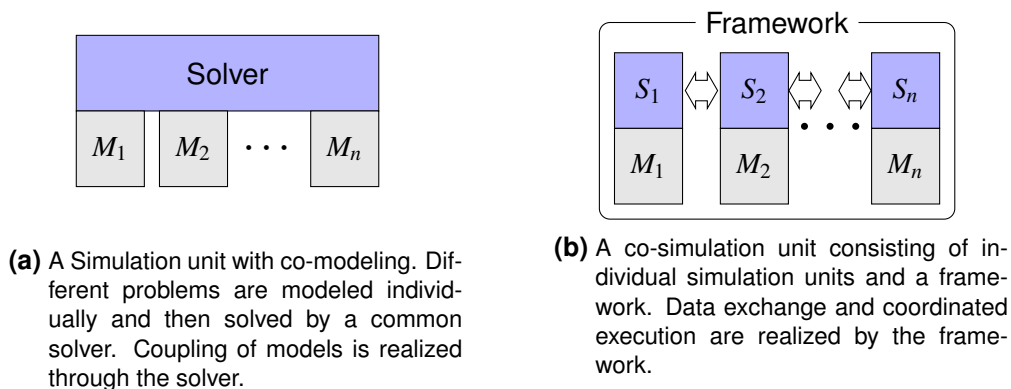 Solver
M1 M2 · · · Mn
(a) A Simulation unit with co-modeling. Dif-
ferent problems are modeled individ-
ually and then solved by a common
solver. Coupling of models is realized
through the solver.
Framework
S1 S2 Sn
· · ·
M1 M2 Mn
(b) A co-simulation unit consisting of in-
dividual simulation units and a frame-
work. Data exchange and coordinated
execution are realized by the frame-
work.